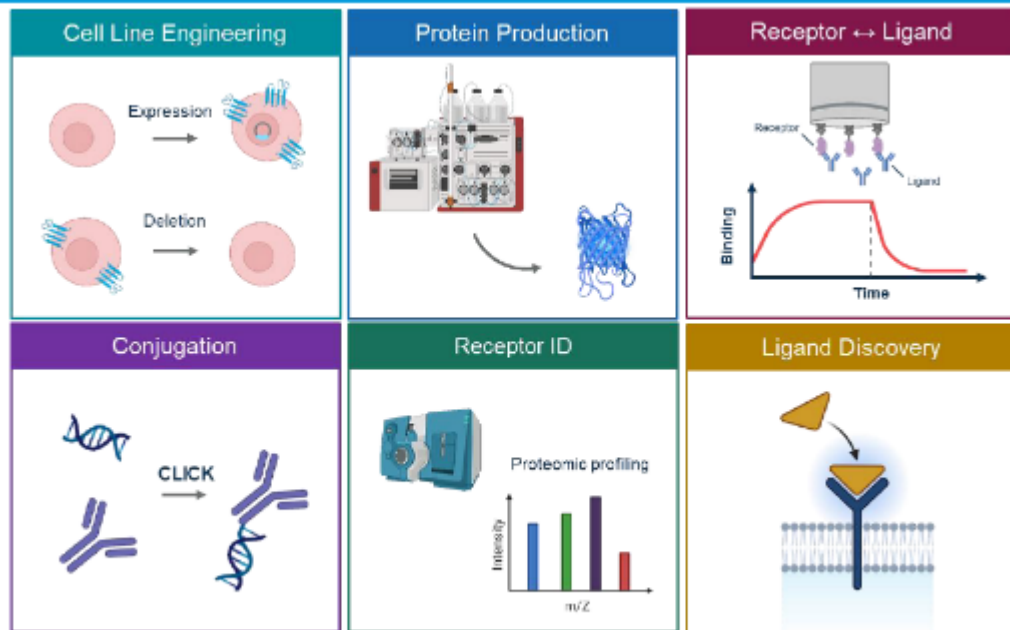 Cell Line Engineering
Expression
Deletion
Protein Production
Receptor ↔ Ligand
Receptor
Ligand
Binding
Time
Conjugation
CLICK
Receptor ID
Proteomic profiling
Intensity
m/Z
Ligand Discovery